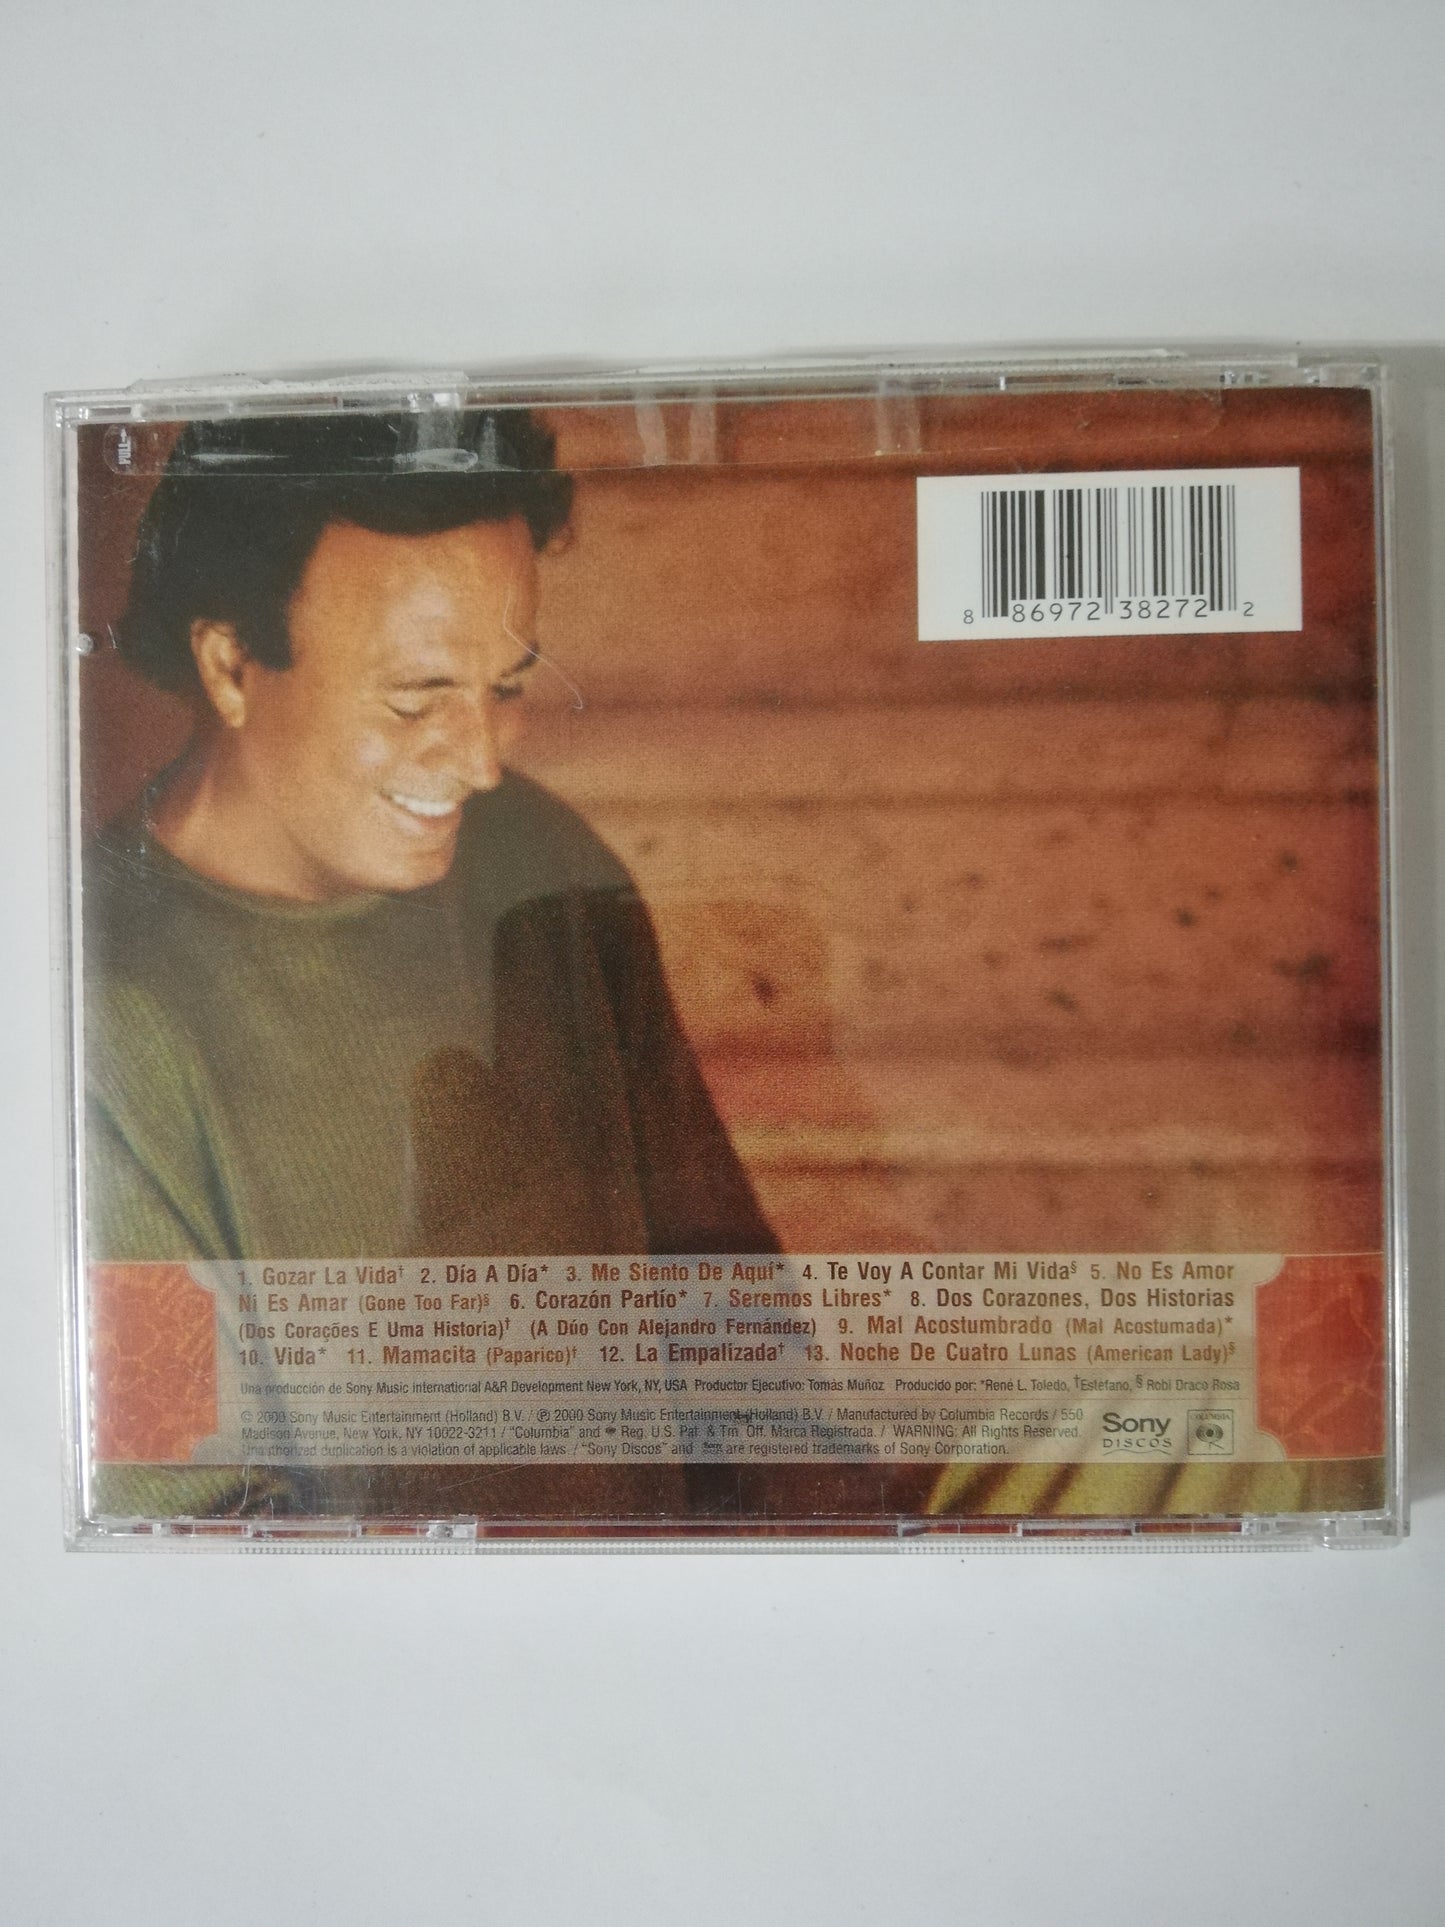 PULL
8 86972 38272 2
1. Gozar La Vida† 2. Día A Día* 3. Me Siento De Aquí* 4. Te Voy A Contar Mi Vida§ 5. No Es Amor
Ni Es Amar (Gone Too Far)§ 6. Corazón Partío* 7. Seremos Libres* 8. Dos Corazones, Dos Historias
(Dos Corações E Uma Historia)† (A Dúo Con Alejandro Fernández) 9. Mal Acostumbrado (Mal Acostumada)*
10. Vida* 11. Mamacita (Paparico)† 12. La Empalizada† 13. Noche De Cuatro Lunas (American Lady)§
Una producción de Sony Music International A&R Development New York, NY, USA Productor Ejecutivo: Tomás Muñoz Producido por: *René L. Toledo, †Estéfano, § Robi Draco Rosa
© 2000 Sony Music Entertainment (Holland) B.V. / ℗ 2000 Sony Music Entertainment (Holland) B.V. / Manufactured by Columbia Records / 550
Madison Avenue, New York, NY 10022-3211 / "Columbia" and Reg. U.S. Pat. & Tm. Off. Marca Registrada. / WARNING: All Rights Reserved.
Unauthorized duplication is a violation of applicable laws. / "Sony Discos" and are registered trademarks of Sony Corporation.
Sony
DISCOS
COLUMBIA